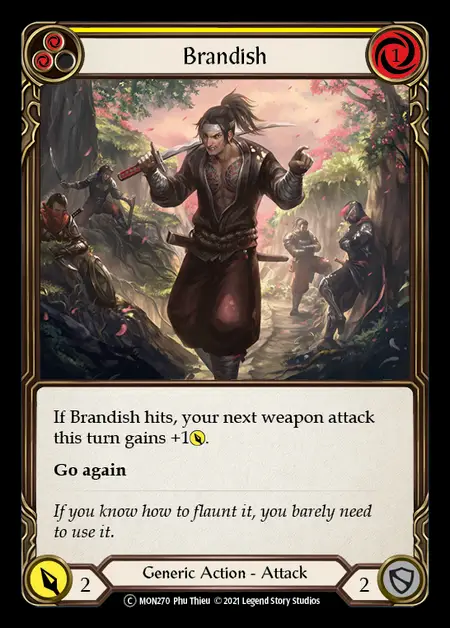 Brandish
1
If Brandish hits, your next weapon attack
this turn gains +1.
Go again
If you know how to flaunt it, you barely need
to use it.
2
Generic Action - Attack
2
C MON270 Phu Thieu © 2021 Legend Story Studios